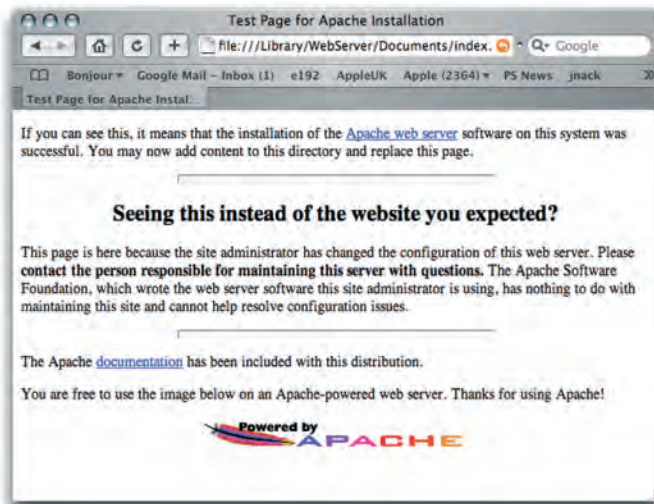 Test Page for Apache Installation
file:///Library/WebServer/Documents/index.
Google
Bonjour Google Mail – Inbox (1) e192 AppleUK Apple (2364) PS News jnack
Test Page for Apache Instal...
If you can see this, it means that the installation of the Apache web server software on this system was
successful. You may now add content to this directory and replace this page.
Seeing this instead of the website you expected?
This page is here because the site administrator has changed the configuration of this web server. Please
contact the person responsible for maintaining this server with questions. The Apache Software
Foundation, which wrote the web server software this site administrator is using, has nothing to do with
maintaining this site and cannot help resolve configuration issues.
The Apache documentation has been included with this distribution.
You are free to use the image below on an Apache-powered web server. Thanks for using Apache!
Powered by
APACHE